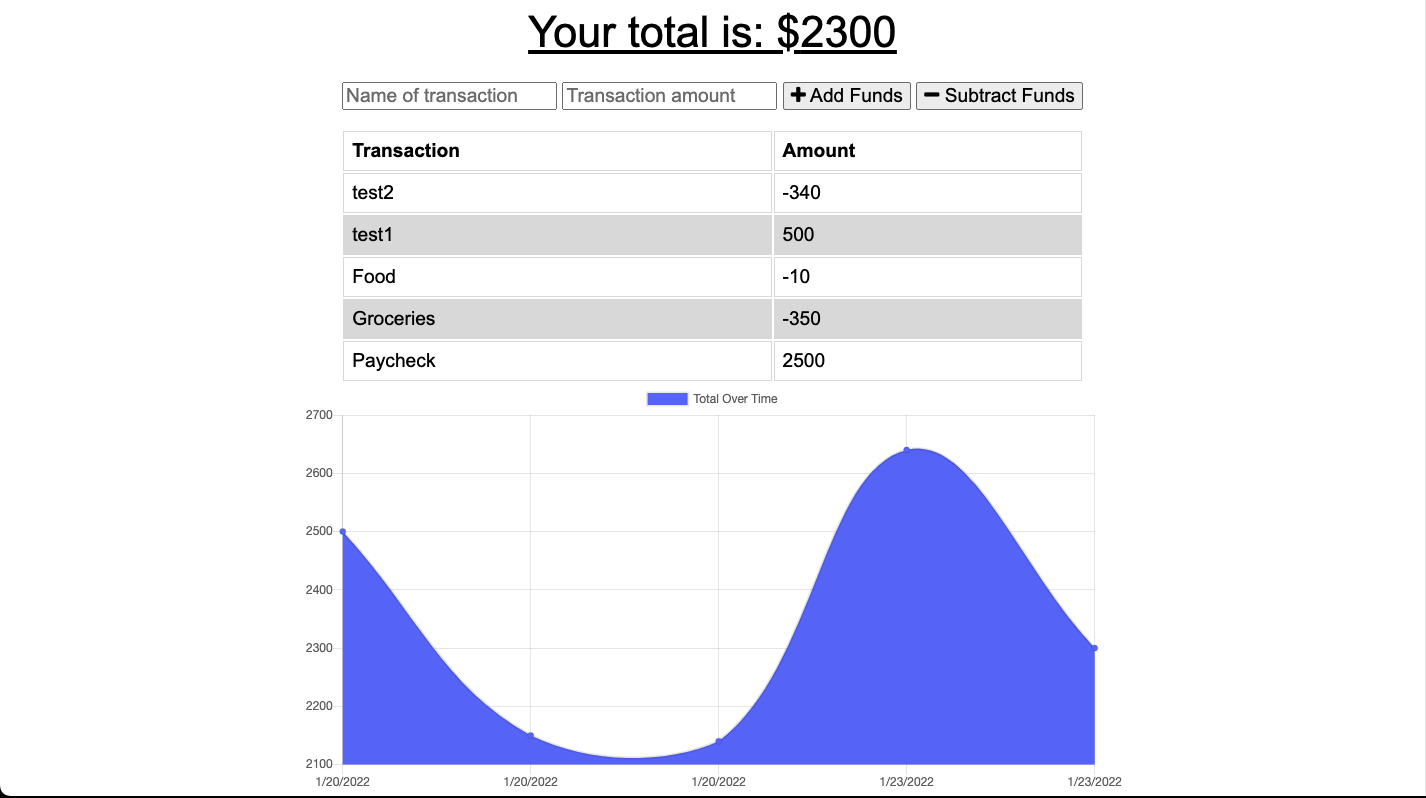 Your total is: $2300
Name of transaction Transaction amount + Add Funds − Subtract Funds
Transaction Amount
test2 -340
test1 500
Food -10
Groceries -350
Paycheck 2500
Total Over Time
2700
2600
2500
2400
2300
2200
2100
1/20/2022 1/20/2022 1/20/2022 1/23/2022 1/23/2022